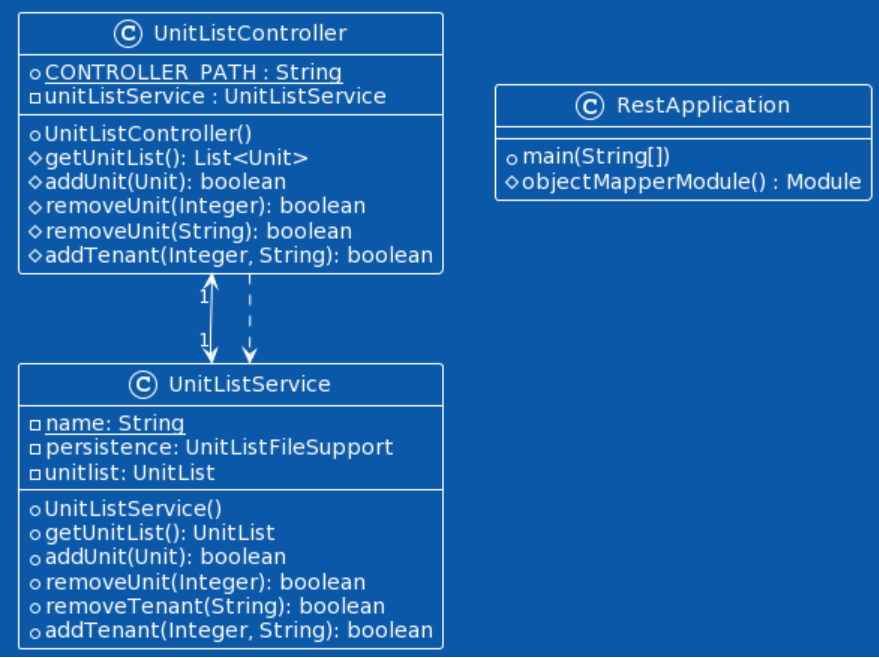 C UnitListController
CONTROLLER_PATH : String
unitListService : UnitListService
UnitListController()
getUnitList(): List<Unit>
addUnit(Unit): boolean
removeUnit(Integer): boolean
removeUnit(String): boolean
addTenant(Integer, String): boolean
C RestApplication
main(String[])
objectMapperModule() : Module
1
1
C UnitListService
name: String
persistence: UnitListFileSupport
unitlist: UnitList
UnitListService()
getUnitList(): UnitList
addUnit(Unit): boolean
removeUnit(Integer): boolean
removeTenant(String): boolean
addTenant(Integer, String): boolean